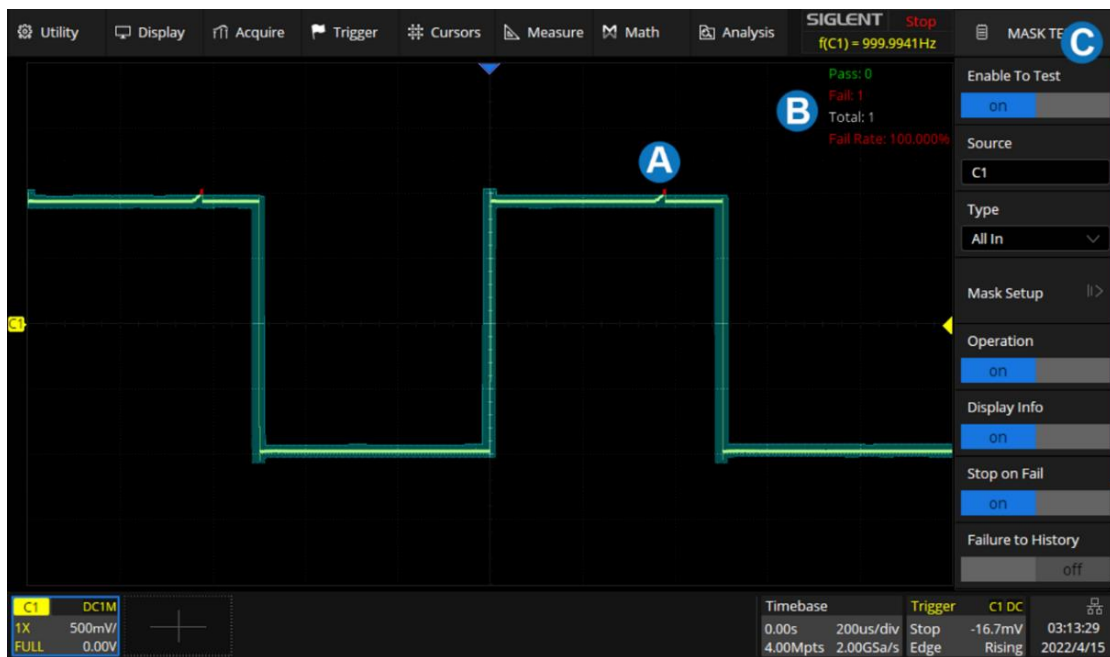 Utility Display Acquire Trigger Cursors Measure Math Analysis
SIGLENT Stop
f(C1) = 999.9941Hz
MASK TE
C
Pass: 0
Fail: 1
Total: 1
Fail Rate: 100.000%
B
A
C1
Enable To Test
on
Source
C1
Type
All In
Mask Setup
Operation
on
Display Info
on
Stop on Fail
on
Failure to History
off
C1 DC1M
1X 500mV/
FULL 0.00V
Timebase
0.00s 200us/div
4.00Mpts 2.00GSa/s
Trigger C1 DC
Stop -16.7mV
Edge Rising
03:13:29
2022/4/15